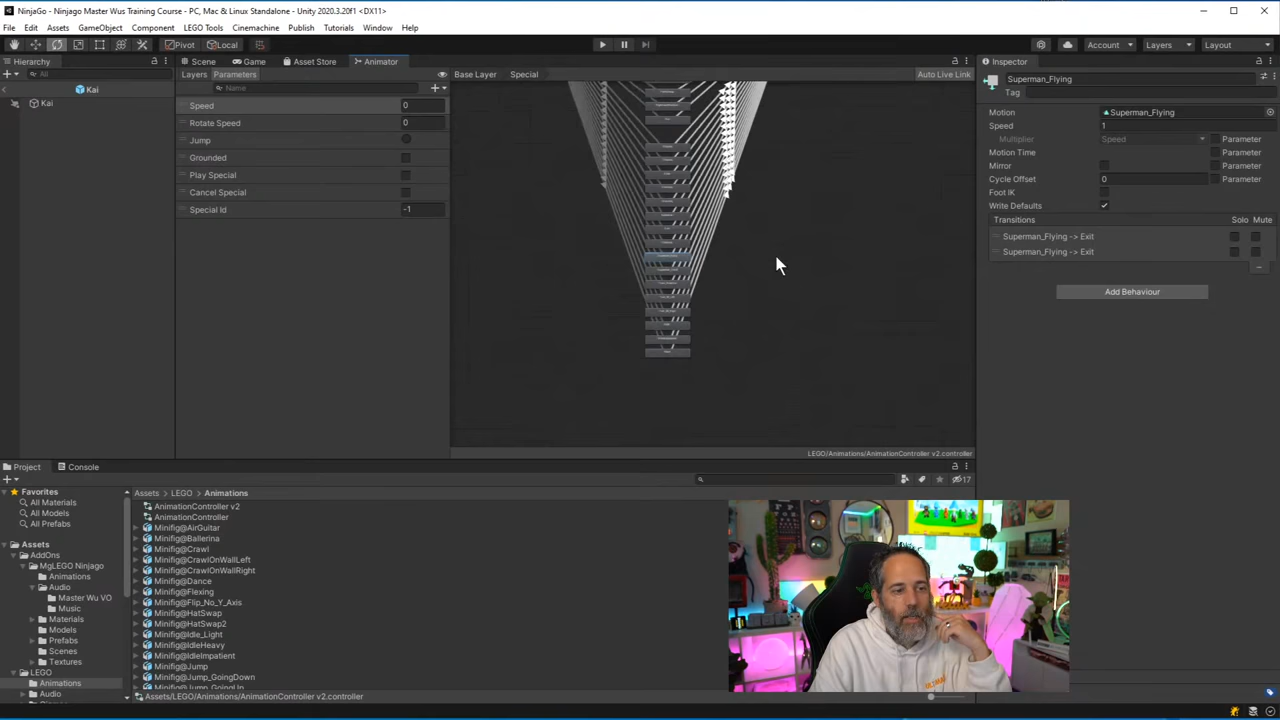 NinjaGo - Ninjago Master Wus Training Course - PC, Mac & Linux Standalone - Unity 2020.3.20f1 <DX11>
File Edit Assets GameObject Component LEGO Tools Cinemachine Publish Tutorials Window Help
Pivot Local Account Layers Layout
Hierarchy Scene Game Asset Store Animator Inspector
All Layers Parameters Base Layer Special Auto Live Link Superman_Flying
Tag
Kai Name
Kai
Speed 0
Rotate Speed 0
Jump
Grounded
Play Special
Cancel Special
Special Id -1
Motion Superman_Flying
Speed 1
Multiplier Speed Parameter
Motion Time Parameter
Mirror Parameter
Cycle Offset 0 Parameter
Foot IK
Write Defaults
Transitions Solo Mute
Superman_Flying -> Exit
Superman_Flying -> Exit
Add Behaviour
LEGO/Animations/AnimationController v2.controller
Project Console
17
Favorites
All Materials
All Models
All Prefabs
Assets
AddOns
MgLEGO Ninjago
Animations
Audio
Master Wu VO
Music
Materials
Models
Prefabs
Scenes
Textures
LEGO
Animations
Audio
Assets > LEGO > Animations
AnimationController v2
AnimationController
Minifig@AirGuitar
Minifig@Ballerina
Minifig@Crawl
Minifig@CrawlOnWallLeft
Minifig@CrawlOnWallRight
Minifig@Dance
Minifig@Flexing
Minifig@Flip_No_Y_Axis
Minifig@HatSwap
Minifig@HatSwap2
Minifig@Idle_Light
Minifig@IdleHeavy
Minifig@IdleImpatient
Minifig@Jump
Minifig@Jump_GoingDown
Minifig@Jump_GoingUp
Assets/LEGO/Animations/AnimationController v2.controller